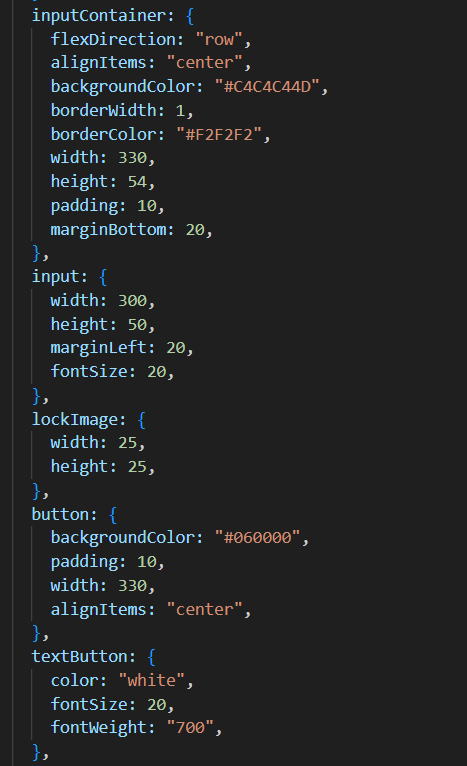 inputContainer: {
flexDirection: "row",
alignItems: "center",
backgroundColor: "#C4C4C44D",
borderWidth: 1,
borderColor: "#F2F2F2",
width: 330,
height: 54,
padding: 10,
marginBottom: 20,
},
input: {
width: 300,
height: 50,
marginLeft: 20,
fontSize: 20,
},
lockImage: {
width: 25,
height: 25,
},
button: {
backgroundColor: "#060000",
padding: 10,
width: 330,
alignItems: "center",
},
textButton: {
color: "white",
fontSize: 20,
fontWeight: "700",
},